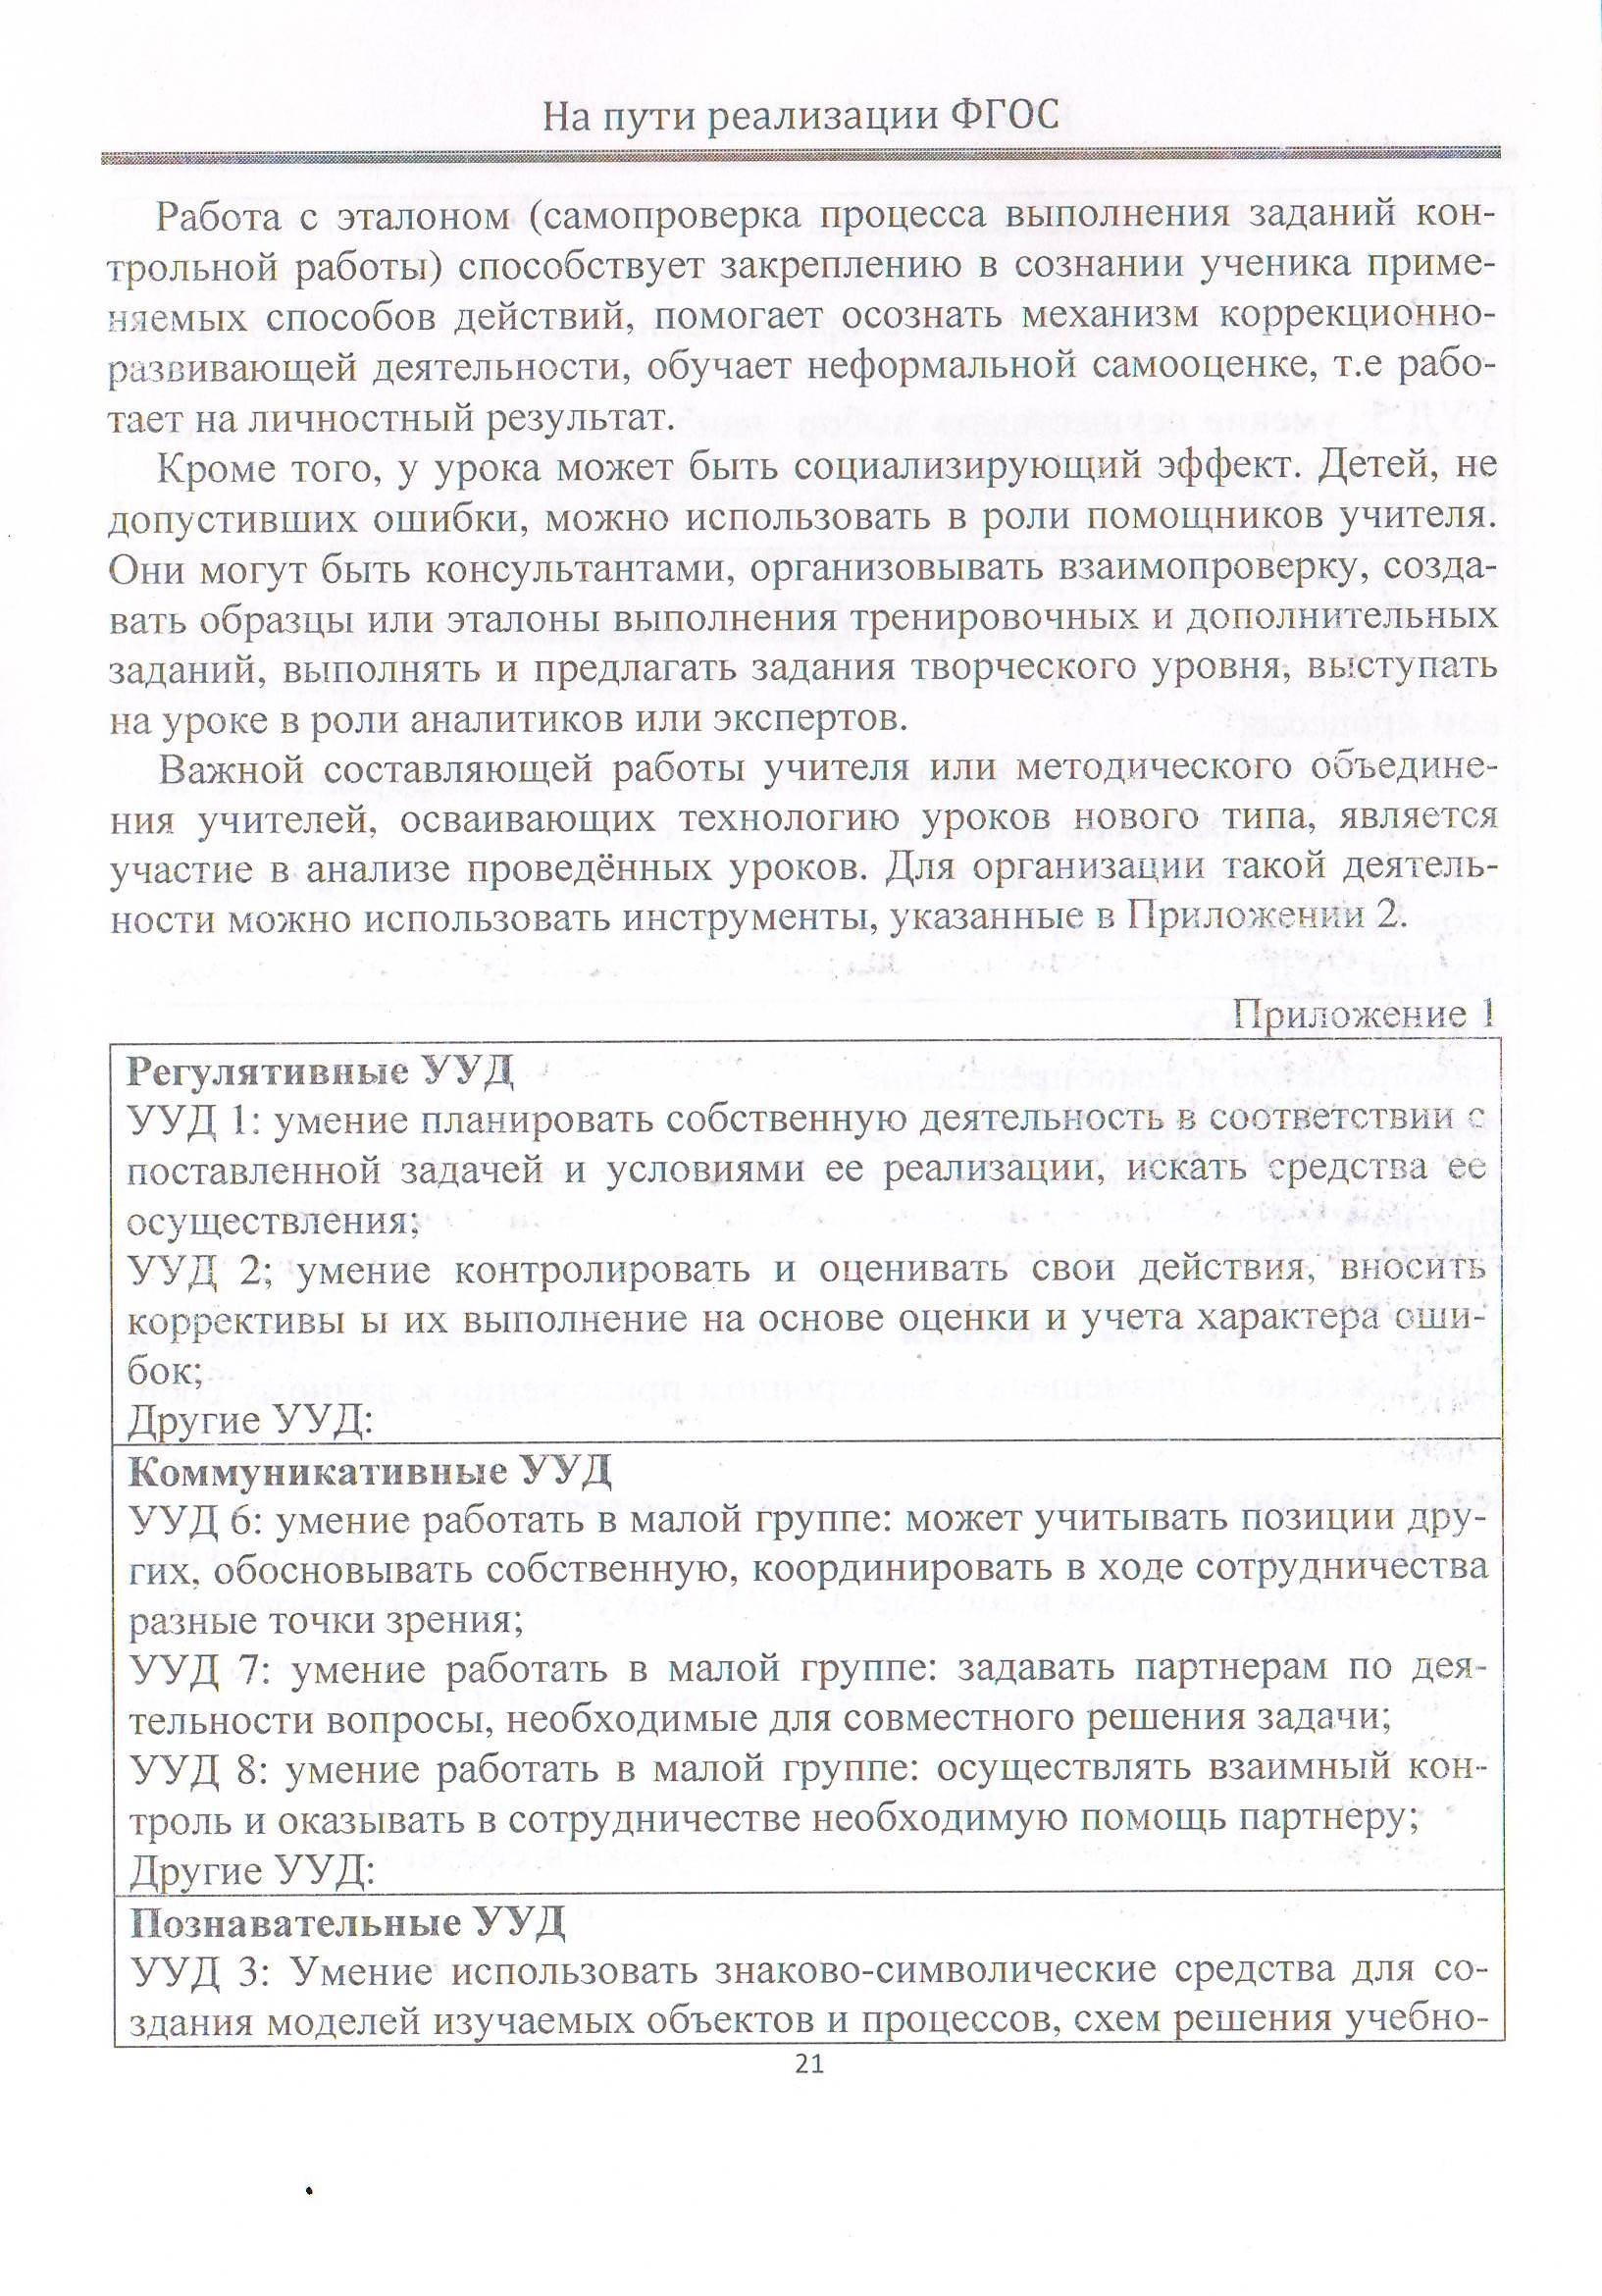 На пути реализации ФГОС
Работа с эталоном (самопроверка процесса выполнения заданий кон-
трольной работы) способствует закреплению в сознании ученика приме-
няемых способов действий, помогает осознать механизм коррекционно-
развивающей деятельности, обучает неформальной самооценке, т.е рабо-
тает на личностный результат.
Кроме того, у урока может быть социализирующий эффект. Детей, не
допустивших ошибки, можно использовать в роли помощников учителя.
Они могут быть консультантами, организовывать взаимопроверку, созда-
вать образцы или эталоны выполнения тренировочных и дополнительных
заданий, выполнять и предлагать задания творческого уровня, выступать
на уроке в роли аналитиков или экспертов.
Важной составляющей работы учителя или методического объедине-
ния учителей, осваивающих технологию уроков нового типа, является
участие в анализе проведённых уроков. Для организации такой деятель-
ности можно использовать инструменты, указанные в Приложении 2.
Приложение 1
Регулятивные УУД
УУД 1: умение планировать собственную деятельность в соответствии с
поставленной задачей и условиями ее реализации, искать средства ее
осуществления;
УУД 2; умение контролировать и оценивать свои действия, вносить
коррективы ы их выполнение на основе оценки и учета характера оши-
бок;
Другие УУД:
Коммуникативные УУД
УУД 6: умение работать в малой группе: может учитывать позиции дру-
гих, обосновывать собственную, координировать в ходе сотрудничества
разные точки зрения;
УУД 7: умение работать в малой группе: задавать партнерам по дея-
тельности вопросы, необходимые для совместного решения задачи;
УУД 8: умение работать в малой группе: осуществлять взаимный кон-
троль и оказывать в сотрудничестве необходимую помощь партнеру;
Другие УУД:
Познавательные УУД
УУД 3: Умение использовать знаково-символические средства для со-
здания моделей изучаемых объектов и процессов, схем решения учебно-
21